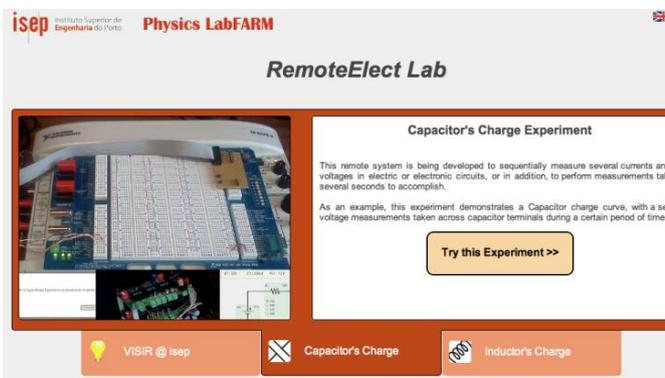 isep Instituto Superior de
Engenharia do Porto
Physics LabFARM
RemoteElect Lab
Capacitor's Charge Experiment
This remote system is being developed to sequentially measure several currents an
voltages in electric or electronic circuits, or in addition, to perform measurements tal
several seconds to accomplish.
As an example, this experiment demonstrates a Capacitor charge curve, with a se
voltage measurements taken across capacitor terminals during a certain period of time
Try this Experiment >>
VISIR @ isep
Capacitor's Charge
Inductor's Charge